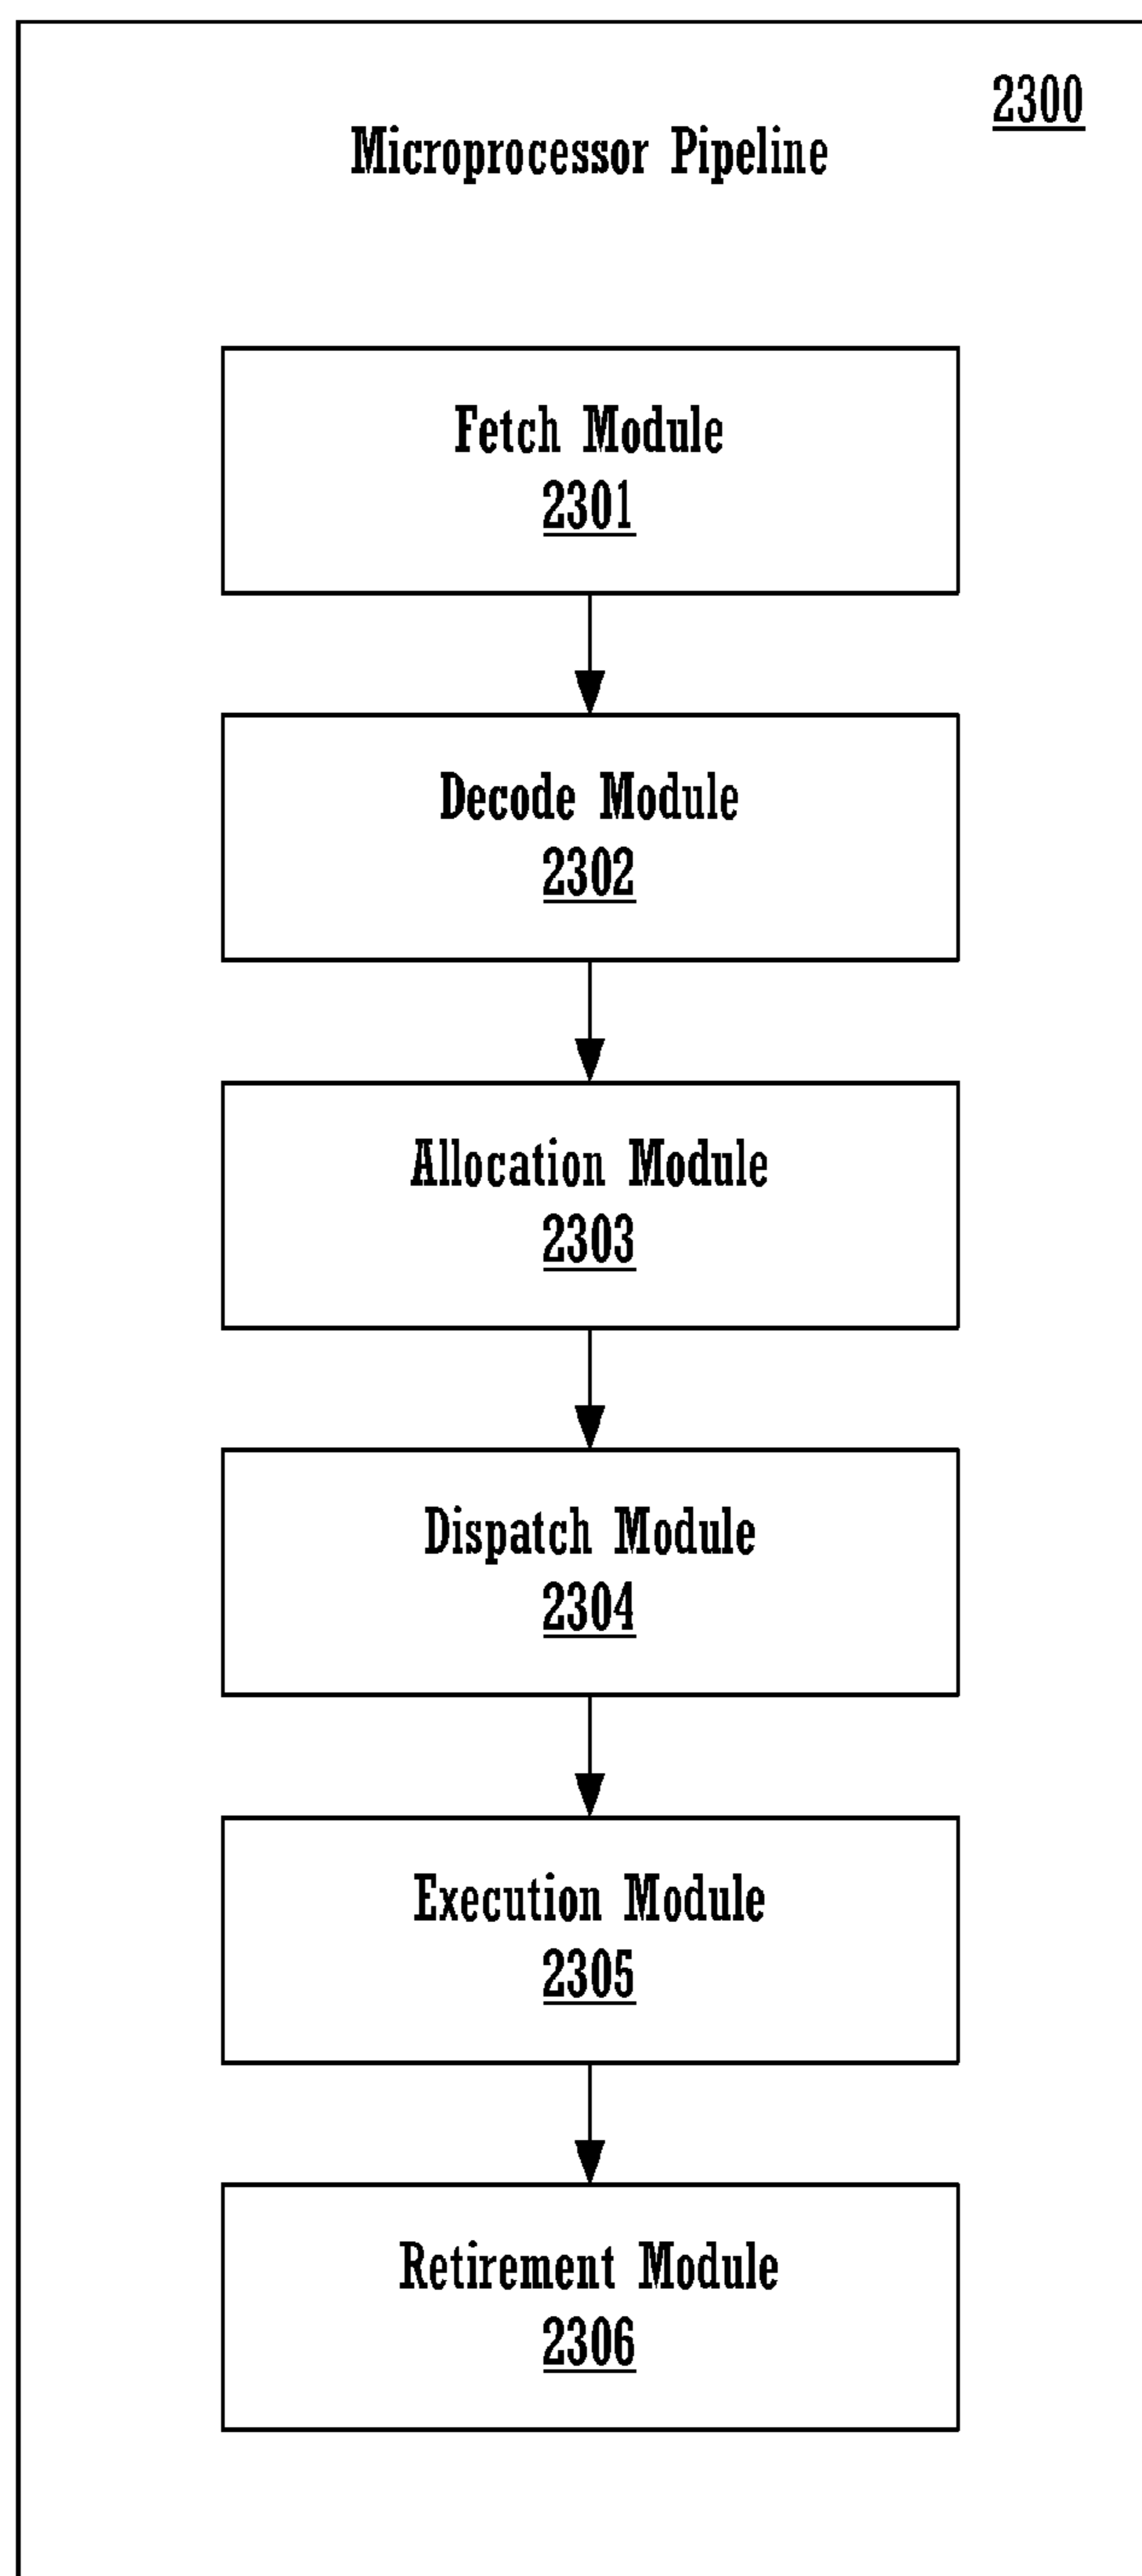 2300
Microprocessor Pipeline
Fetch Module
2301
Decode Module
2302
Allocation Module
2303
Dispatch Module
2304
Execution Module
2305
Retirement Module
2306